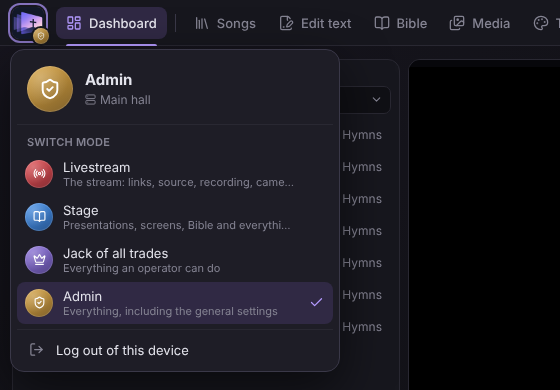 Dashboard
Songs
Edit text
Bible
Media
Admin
Main hall
SWITCH MODE
Livestream
The stream: links, source, recording, came...
Stage
Presentations, screens, Bible and everythi...
Jack of all trades
Everything an operator can do
Admin
Everything, including the general settings
Log out of this device
Hymns
Hymns
Hymns
Hymns
Hymns
Hymns
Hymns